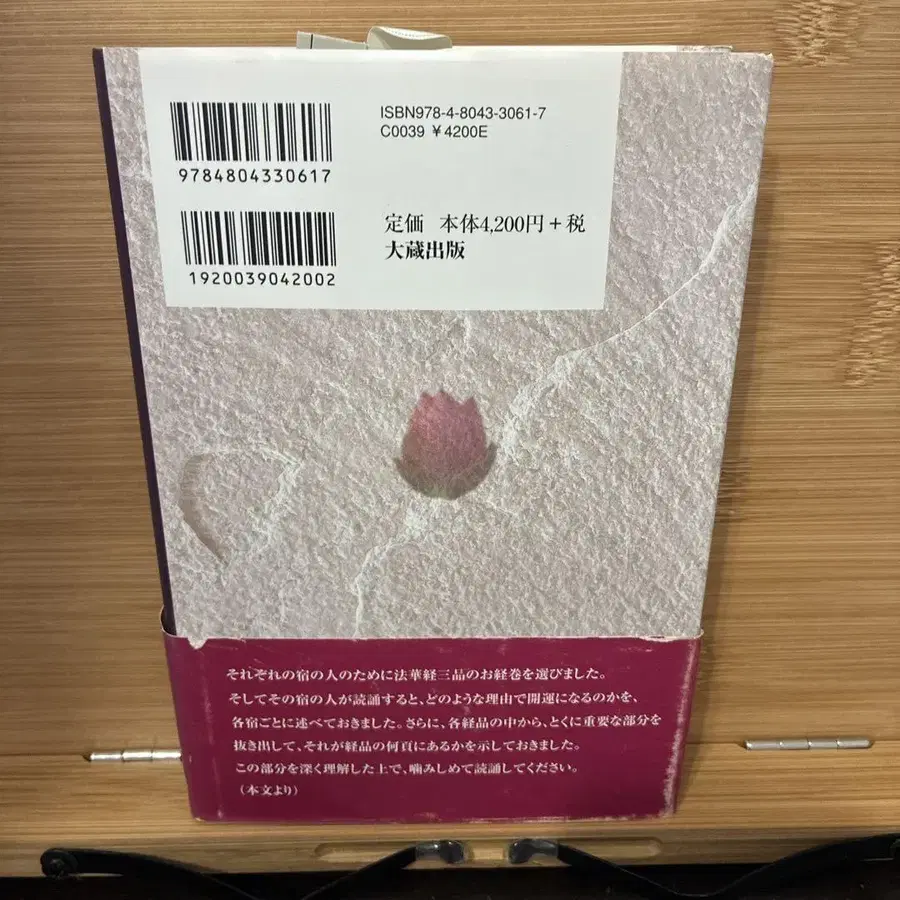 ISBN978-4-8043-3061-7
C0039 ¥4200E
9784804330617
定価 本体4,200円+税
大蔵出版
1920039042002
それぞれの宿の人のために法華経三品のお経巻を選びました。
そしてその宿の人が読誦すると、どのような理由で開運になるのかを、
各宿ごとに述べておきました。さらに、各経品の中から、とくに重要な部分を
抜き出して、それが経品の何頁にあるかを示しておきました。
この部分を深く理解した上で、噛みしめて読誦してください。
(本文より)